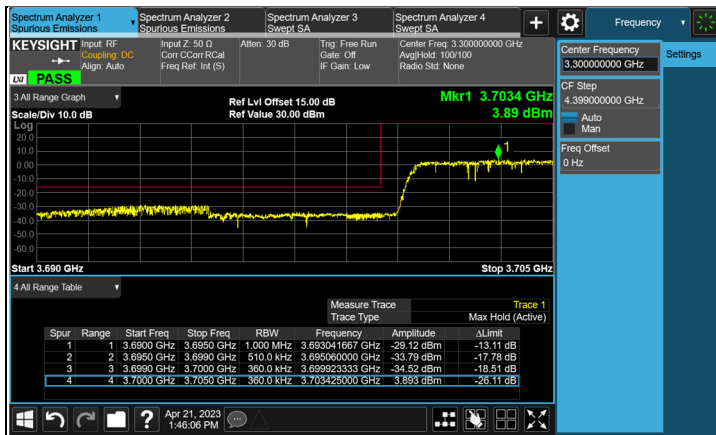 Spectrum Analyzer 1
Spurious Emissions
Spectrum Analyzer 2
Spurious Emissions
Spectrum Analyzer 3
Swept SA
Spectrum Analyzer 4
Swept SA
+
Frequency
KEYSIGHT
LXI PASS
Input: RF
Coupling: DC
Align: Auto
Input Z: 50 Ω
Corr CCorr RCal
Freq Ref: Int (S)
Atten: 30 dB
Trig: Free Run
Gate: Off
IF Gain: Low
Center Freq: 3.300000000 GHz
Avg|Hold: 100/100
Radio Std: None
Center Frequency
3.300000000 GHz
Settings
CF Step
4.399000000 GHz
Auto
Man
Freq Offset
0 Hz
3 All Range Graph
Scale/Div 10.0 dB
Ref Lvl Offset 15.00 dB
Ref Value 30.00 dBm
Mkr1 3.7034 GHz
3.89 dBm
Log
20.0
10.0
0.00
-10.0
-20.0
-30.0
-40.0
-50.0
-60.0
1
Start 3.690 GHz
Stop 3.705 GHz
4 All Range Table
Measure Trace Trace 1
Trace Type Max Hold (Active)
Spur Range Start Freq Stop Freq RBW Frequency Amplitude ΔLimit
1 1 3.6900 GHz 3.6950 GHz 1.000 MHz 3.693041667 GHz -29.12 dBm -13.11 dB
2 2 3.6950 GHz 3.6990 GHz 510.0 kHz 3.695060000 GHz -33.79 dBm -17.78 dB
3 3 3.6990 GHz 3.7000 GHz 360.0 kHz 3.699923333 GHz -34.52 dBm -18.51 dB
4 4 3.7000 GHz 3.7050 GHz 360.0 kHz 3.703425000 GHz 3.893 dBm -26.11 dB
?
Apr 21, 2023
1:46:06 PM